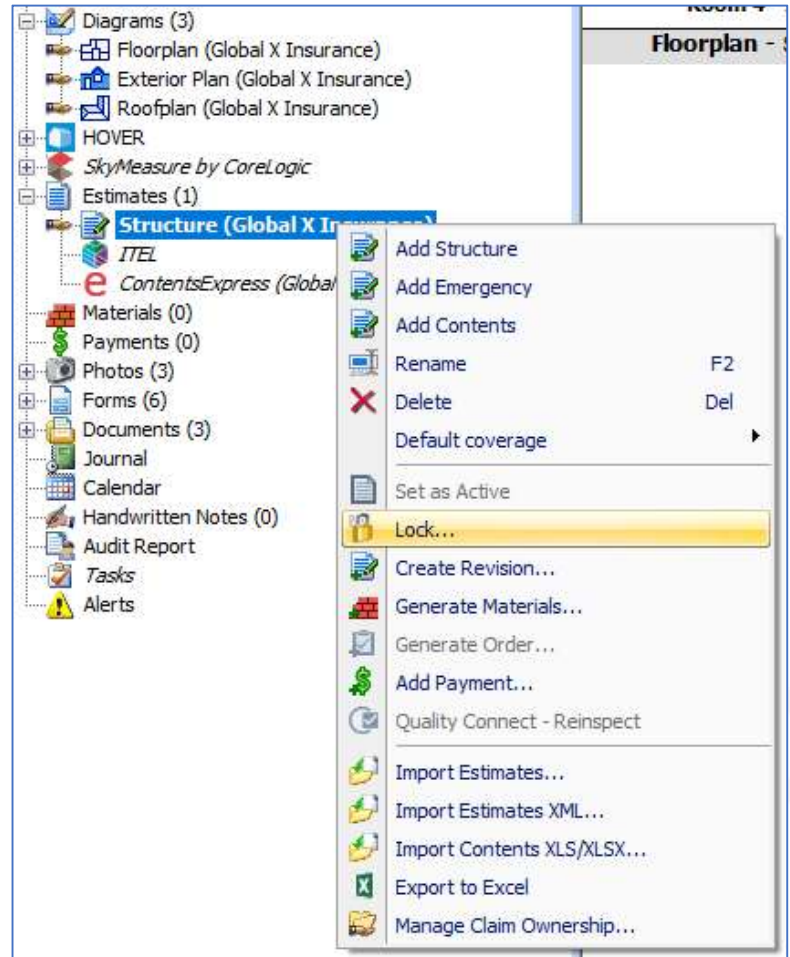 Diagrams (3)
Floorplan (Global X Insurance)
Exterior Plan (Global X Insurance)
Roofplan (Global X Insurance)
HOVER
SkyMeasure by CoreLogic
Estimates (1)
Structure (Global X Insurance)
ITEL
ContentsExpress (Global
Materials (0)
Payments (0)
Photos (3)
Forms (6)
Documents (3)
Journal
Calendar
Handwritten Notes (0)
Audit Report
Tasks
Alerts
Add Structure
Add Emergency
Add Contents
Rename F2
Delete Del
Default coverage
Set as Active
Lock...
Create Revision...
Generate Materials...
Generate Order...
Add Payment...
Quality Connect - Reinspect
Import Estimates...
Import Estimates XML...
Import Contents XLS/XLSX...
Export to Excel
Manage Claim Ownership...
Room 4
Floorplan -